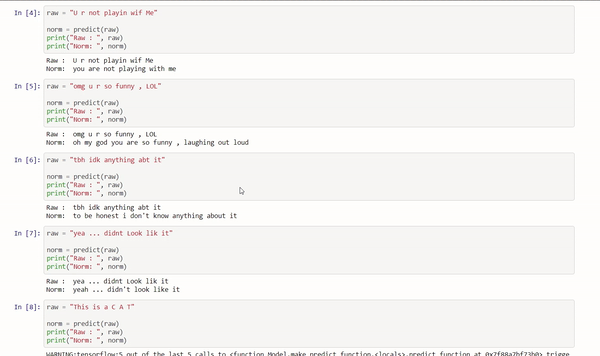 In [4]: raw = "U r not playin wif Me"
norm = predict(raw)
print("Raw : ", raw)
print("Norm: ", norm)
Raw :  U r not playin wif Me
Norm:  you are not playing with me
In [5]: raw = "omg u r so funny , LOL"
norm = predict(raw)
print("Raw : ", raw)
print("Norm: ", norm)
Raw :  omg u r so funny , LOL
Norm:  oh my god you are so funny , laughing out loud
In [6]: raw = "tbh idk anything abt it"
norm = predict(raw)
print("Raw : ", raw)
print("Norm: ", norm)
Raw :  tbh idk anything abt it
Norm:  to be honest i don't know anything about it
In [7]: raw = "yea ... didnt Look lik it"
norm = predict(raw)
print("Raw : ", raw)
print("Norm: ", norm)
Raw :  yea ... didnt Look lik it
Norm:  yeah ... didn't look like it
In [8]: raw = "This is a C A T"
norm = predict(raw)
print("Raw : ", raw)
print("Norm: ", norm)
WARNING:tensorflow:5 out of the last 5 calls to <function Model.make_predict_function.<locals>.predict_function at